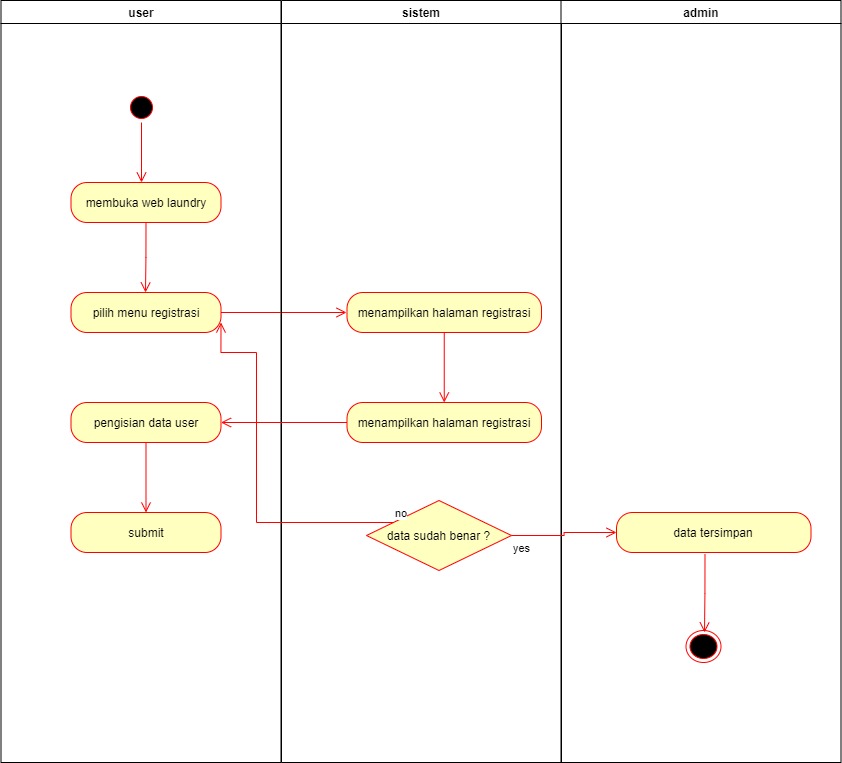 user
sistem
admin
membuka web laundry
pilih menu registrasi
menampilkan halaman registrasi
pengisian data user
menampilkan halaman registrasi
submit
no
data sudah benar ?
yes
data tersimpan